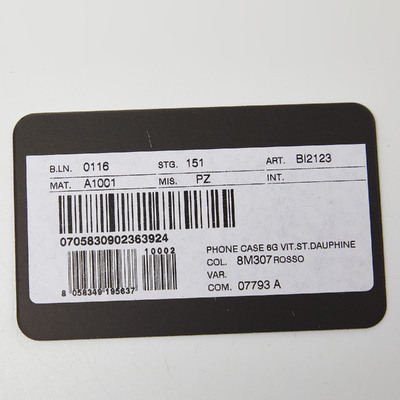 B.LN. 0116 STG. 151 ART. BI2123
MAT. A1001 MIS. PZ INT.
0705830902363924
10002
PHONE CASE 6G VIT.ST.DAUPHINE
COL. 8M307 ROSSO
VAR.
COM. 07793 A
8 058349 195637